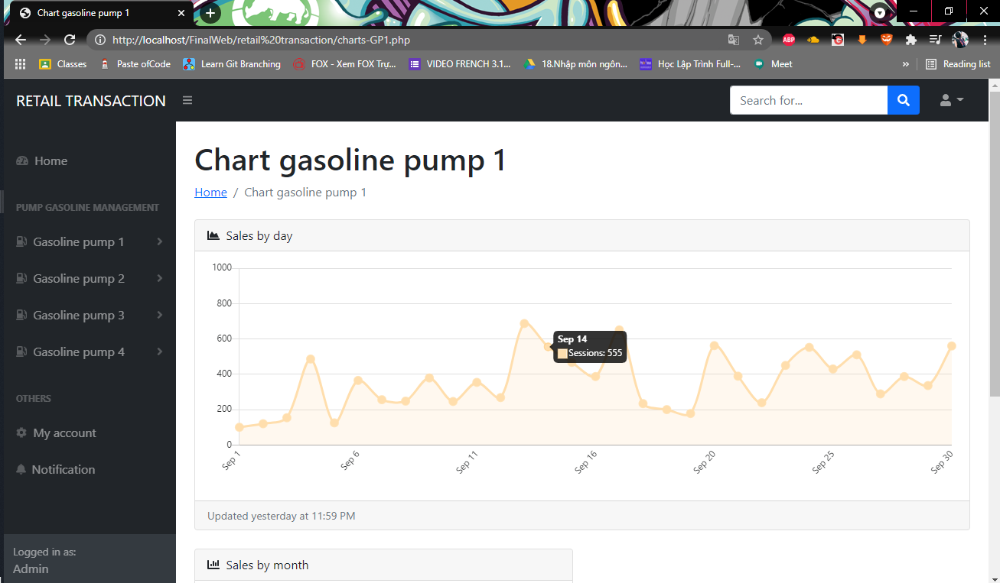 Chart gasoline pump 1
http://localhost/FinalWeb/retail%20transaction/charts-GP1.php
ABP
Classes
Paste ofCode
Learn Git Branching
FOX - Xem FOX Trự...
VIDEO FRENCH 3.1...
18.Nhập môn ngôn...
Học Lập Trình Full-...
Meet
»
Reading list
RETAIL TRANSACTION
Search for...
Home
PUMP GASOLINE MANAGEMENT
Gasoline pump 1
Gasoline pump 2
Gasoline pump 3
Gasoline pump 4
OTHERS
My account
Notification
Logged in as:
Admin
Chart gasoline pump 1
Home / Chart gasoline pump 1
Sales by day
1000
800
600
400
200
0
Sep 14
Sessions: 555
Sep 1
Sep 6
Sep 11
Sep 16
Sep 20
Sep 25
Sep 30
Updated yesterday at 11:59 PM
Sales by month